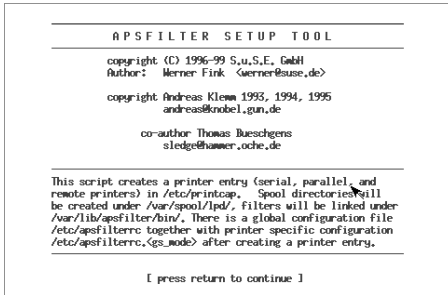 APSFILTER SETUP TOOL
copyright (C) 1996-99 S.u.S.E. GmbH
Author: Werner Fink <werner@suse.de>
copyright Andreas Klemm 1993, 1994, 1995
andreas@knobel.gun.de
co-author Thomas Bueschgens
sledge@hammer.oche.de
This script creates a printer entry (serial, parallel, and
remote printers) in /etc/printcap. Spool directories will
be created under /var/spool/lpd/, filters will be linked under
/var/lib/apsfilter/bin/. There is a global configuration file
/etc/apsfilterrc together with printer specific configuration
/etc/apsfilterrc.<gs_mode> after creating a printer entry.
[ press return to continue ]